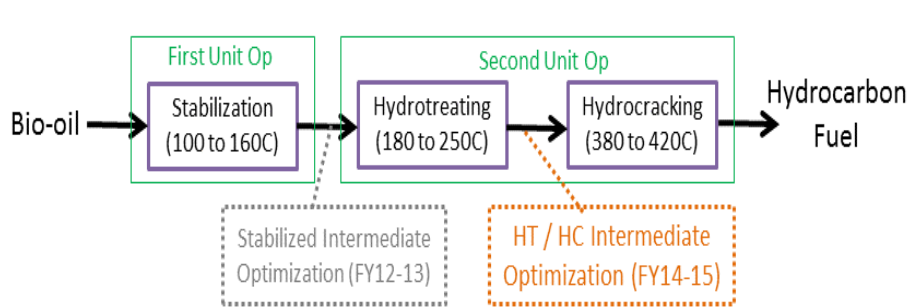 First Unit Op
Second Unit Op
Bio-oil
Stabilization
(100 to 160C)
Hydrotreating
(180 to 250C)
Hydrocracking
(380 to 420C)
Hydrocarbon
Fuel
Stabilized Intermediate
Optimization (FY12-13)
HT / HC Intermediate
Optimization (FY14-15)